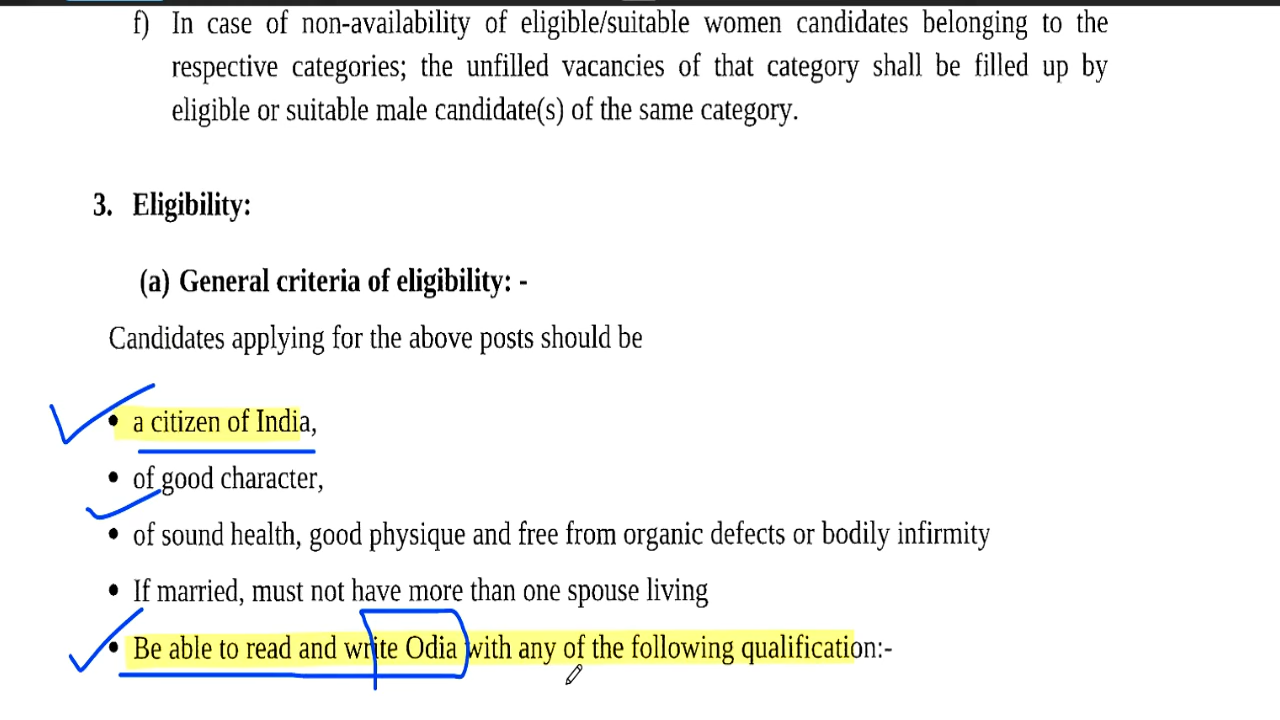 f) In case of non-availability of eligible/suitable women candidates belonging to the
respective categories; the unfilled vacancies of that category shall be filled up by
eligible or suitable male candidate(s) of the same category.
3. Eligibility:
(a) General criteria of eligibility: -
Candidates applying for the above posts should be
• a citizen of India,
• of good character,
• of sound health, good physique and free from organic defects or bodily infirmity
• If married, must not have more than one spouse living
• Be able to read and write Odia with any of the following qualification:-